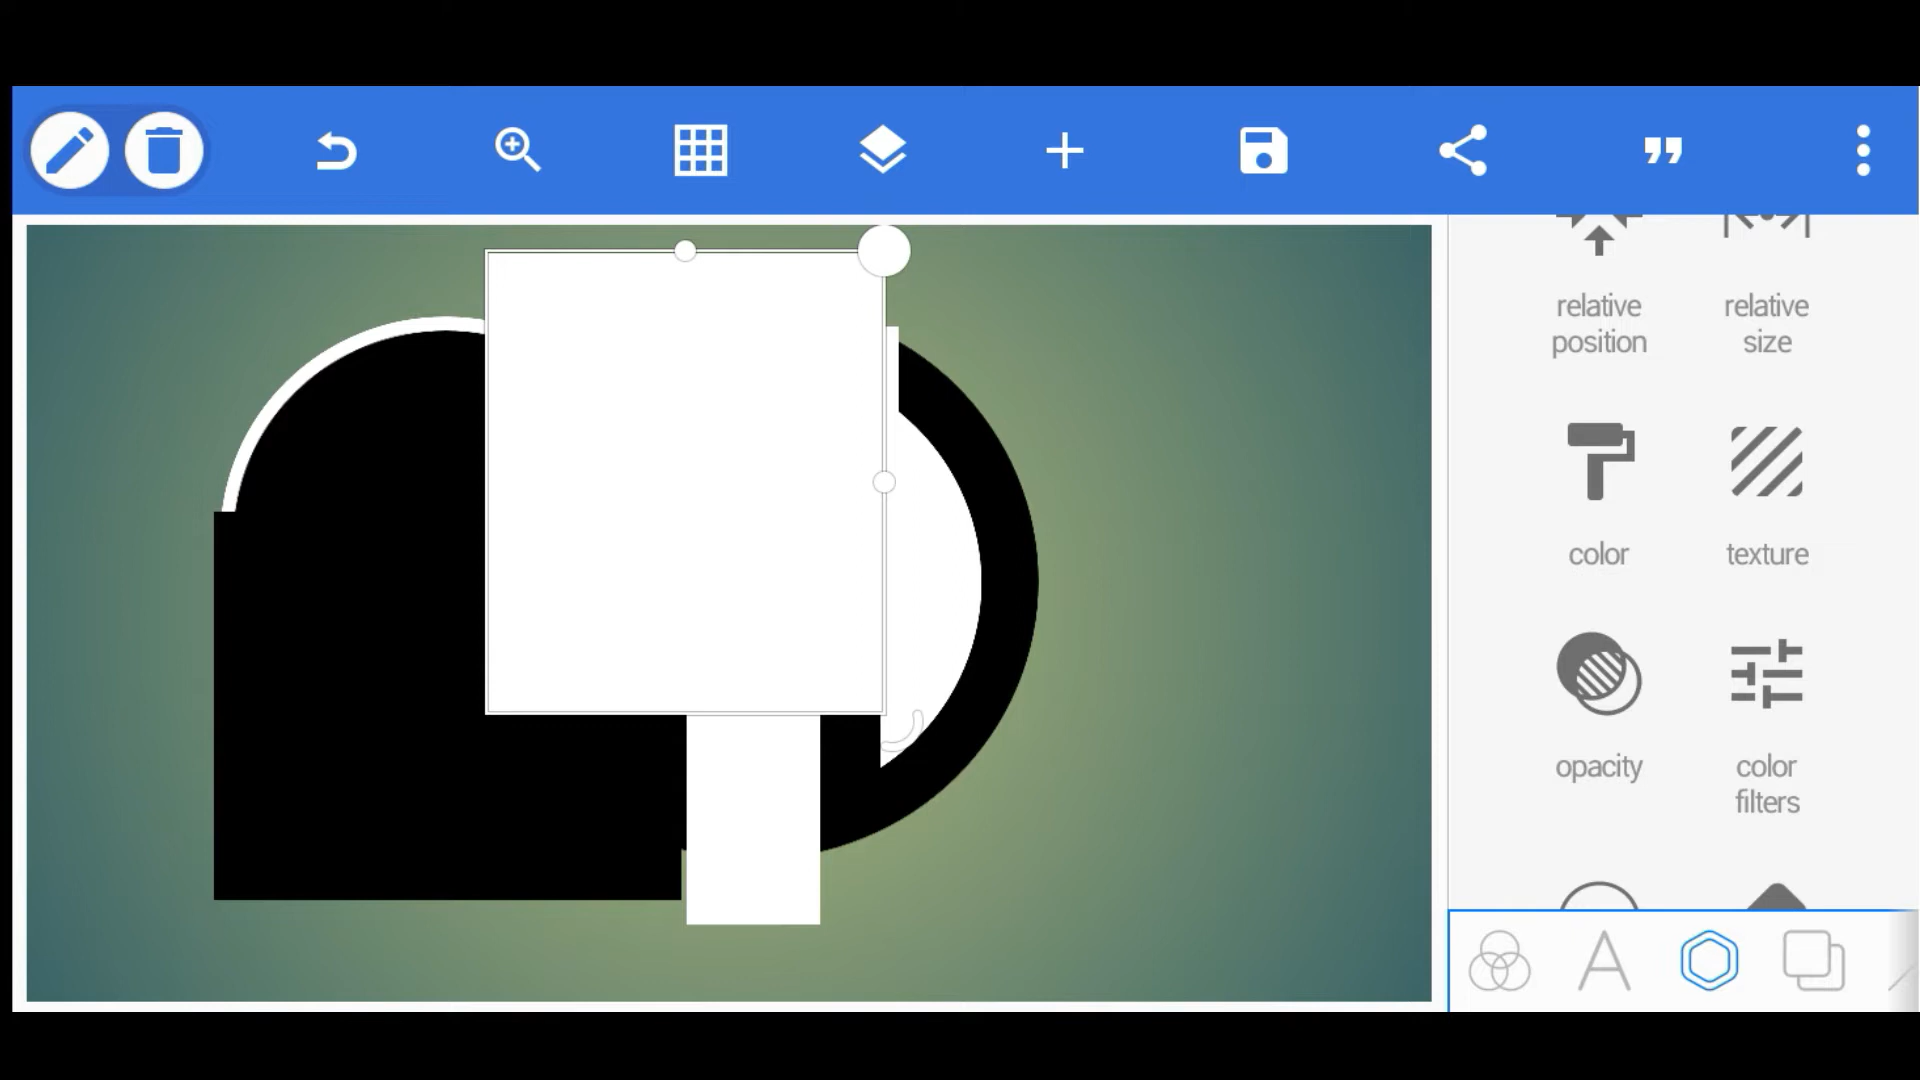 relative
position
relative
size
color
texture
opacity
color
filters